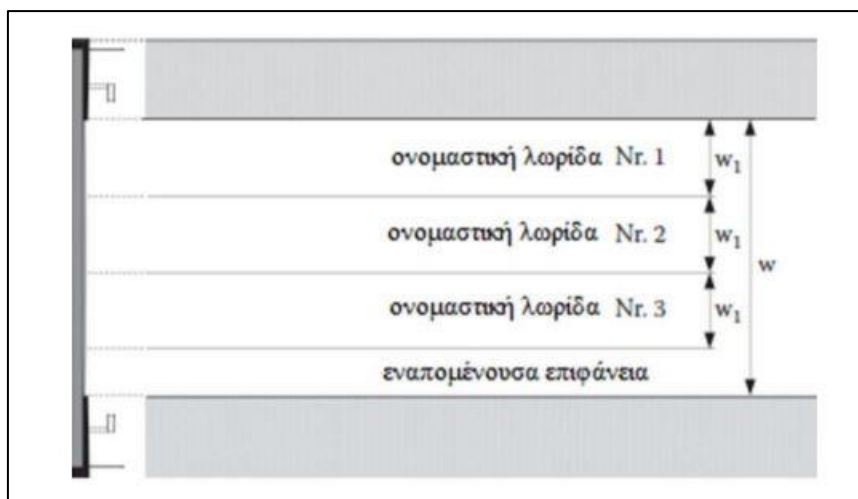 ονομαστική λωρίδα Nr. 1 w₁
ονομαστική λωρίδα Nr. 2 w₁
w
ονομαστική λωρίδα Nr. 3 w₁
εναπομένουσα επιφάνεια